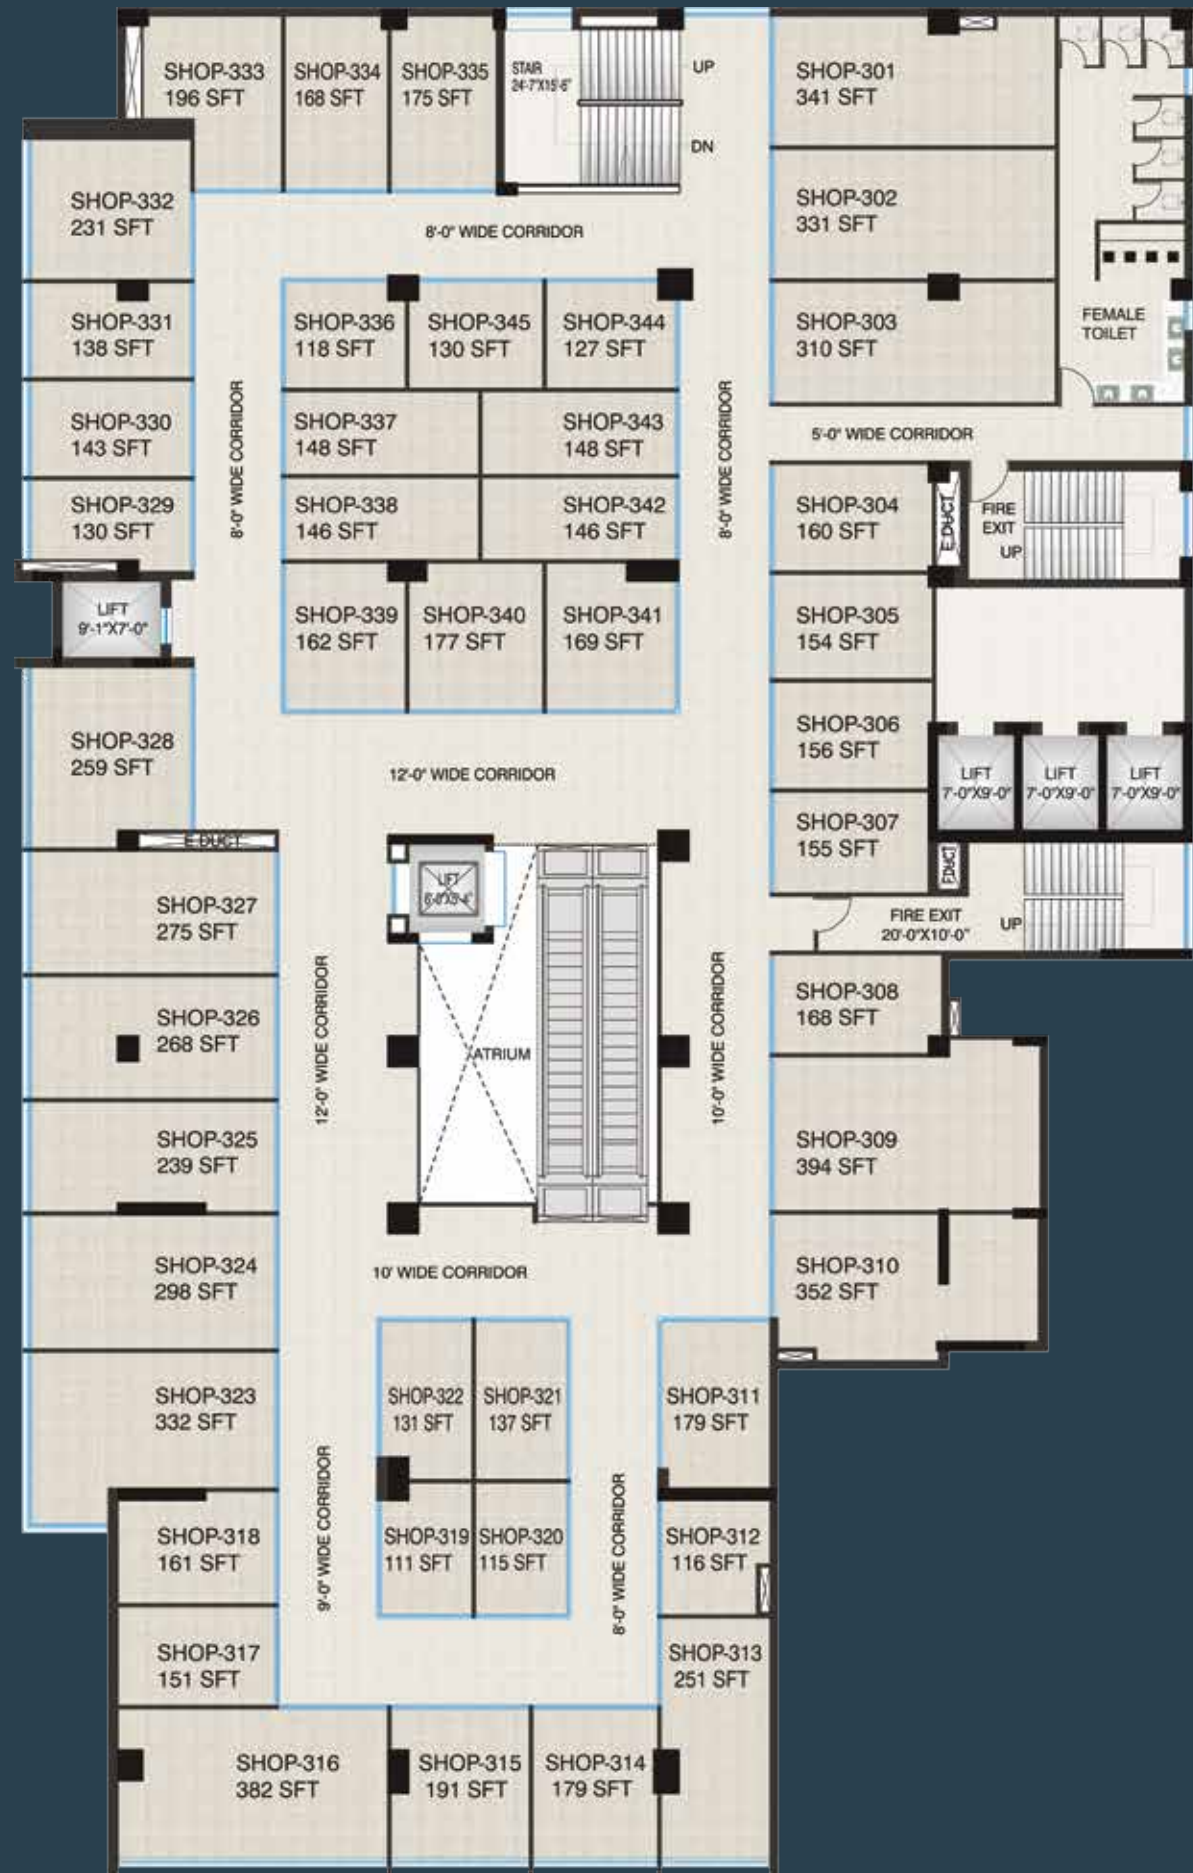 SHOP-333
196 SFT
SHOP-334
168 SFT
SHOP-335
175 SFT
STAIR
24'-7"X15'-6"
UP
DN
SHOP-301
341 SFT
SHOP-332
231 SFT
SHOP-302
331 SFT
8'-0" WIDE CORRIDOR
SHOP-331
138 SFT
SHOP-336
118 SFT
SHOP-345
130 SFT
SHOP-344
127 SFT
SHOP-303
310 SFT
FEMALE
TOILET
SHOP-330
143 SFT
8'-0" WIDE CORRIDOR
SHOP-337
148 SFT
SHOP-343
148 SFT
8'-0" WIDE CORRIDOR
5'-0" WIDE CORRIDOR
SHOP-329
130 SFT
SHOP-338
146 SFT
SHOP-342
146 SFT
SHOP-304
160 SFT
E.DUCT
FIRE
EXIT
UP
LIFT
9'-1"X7'-0"
SHOP-339
162 SFT
SHOP-340
177 SFT
SHOP-341
169 SFT
SHOP-305
154 SFT
SHOP-328
259 SFT
12'-0" WIDE CORRIDOR
SHOP-306
156 SFT
LIFT
7'-0"X9'-0"
LIFT
7'-0"X9'-0"
LIFT
7'-0"X9'-0"
E.DUCT
SHOP-307
155 SFT
LIFT
SHOP-327
275 SFT
FIRE EXIT
20'-0"X10'-0"
UP
SHOP-326
268 SFT
12'-0" WIDE CORRIDOR
ATRIUM
10'-0" WIDE CORRIDOR
SHOP-308
168 SFT
SHOP-325
239 SFT
SHOP-309
394 SFT
SHOP-324
298 SFT
10' WIDE CORRIDOR
SHOP-310
352 SFT
SHOP-323
332 SFT
SHOP-322
131 SFT
SHOP-321
137 SFT
SHOP-311
179 SFT
9'-0" WIDE CORRIDOR
8'-0" WIDE CORRIDOR
SHOP-318
161 SFT
SHOP-319
111 SFT
SHOP-320
115 SFT
SHOP-312
116 SFT
SHOP-317
151 SFT
SHOP-313
251 SFT
SHOP-316
382 SFT
SHOP-315
191 SFT
SHOP-314
179 SFT